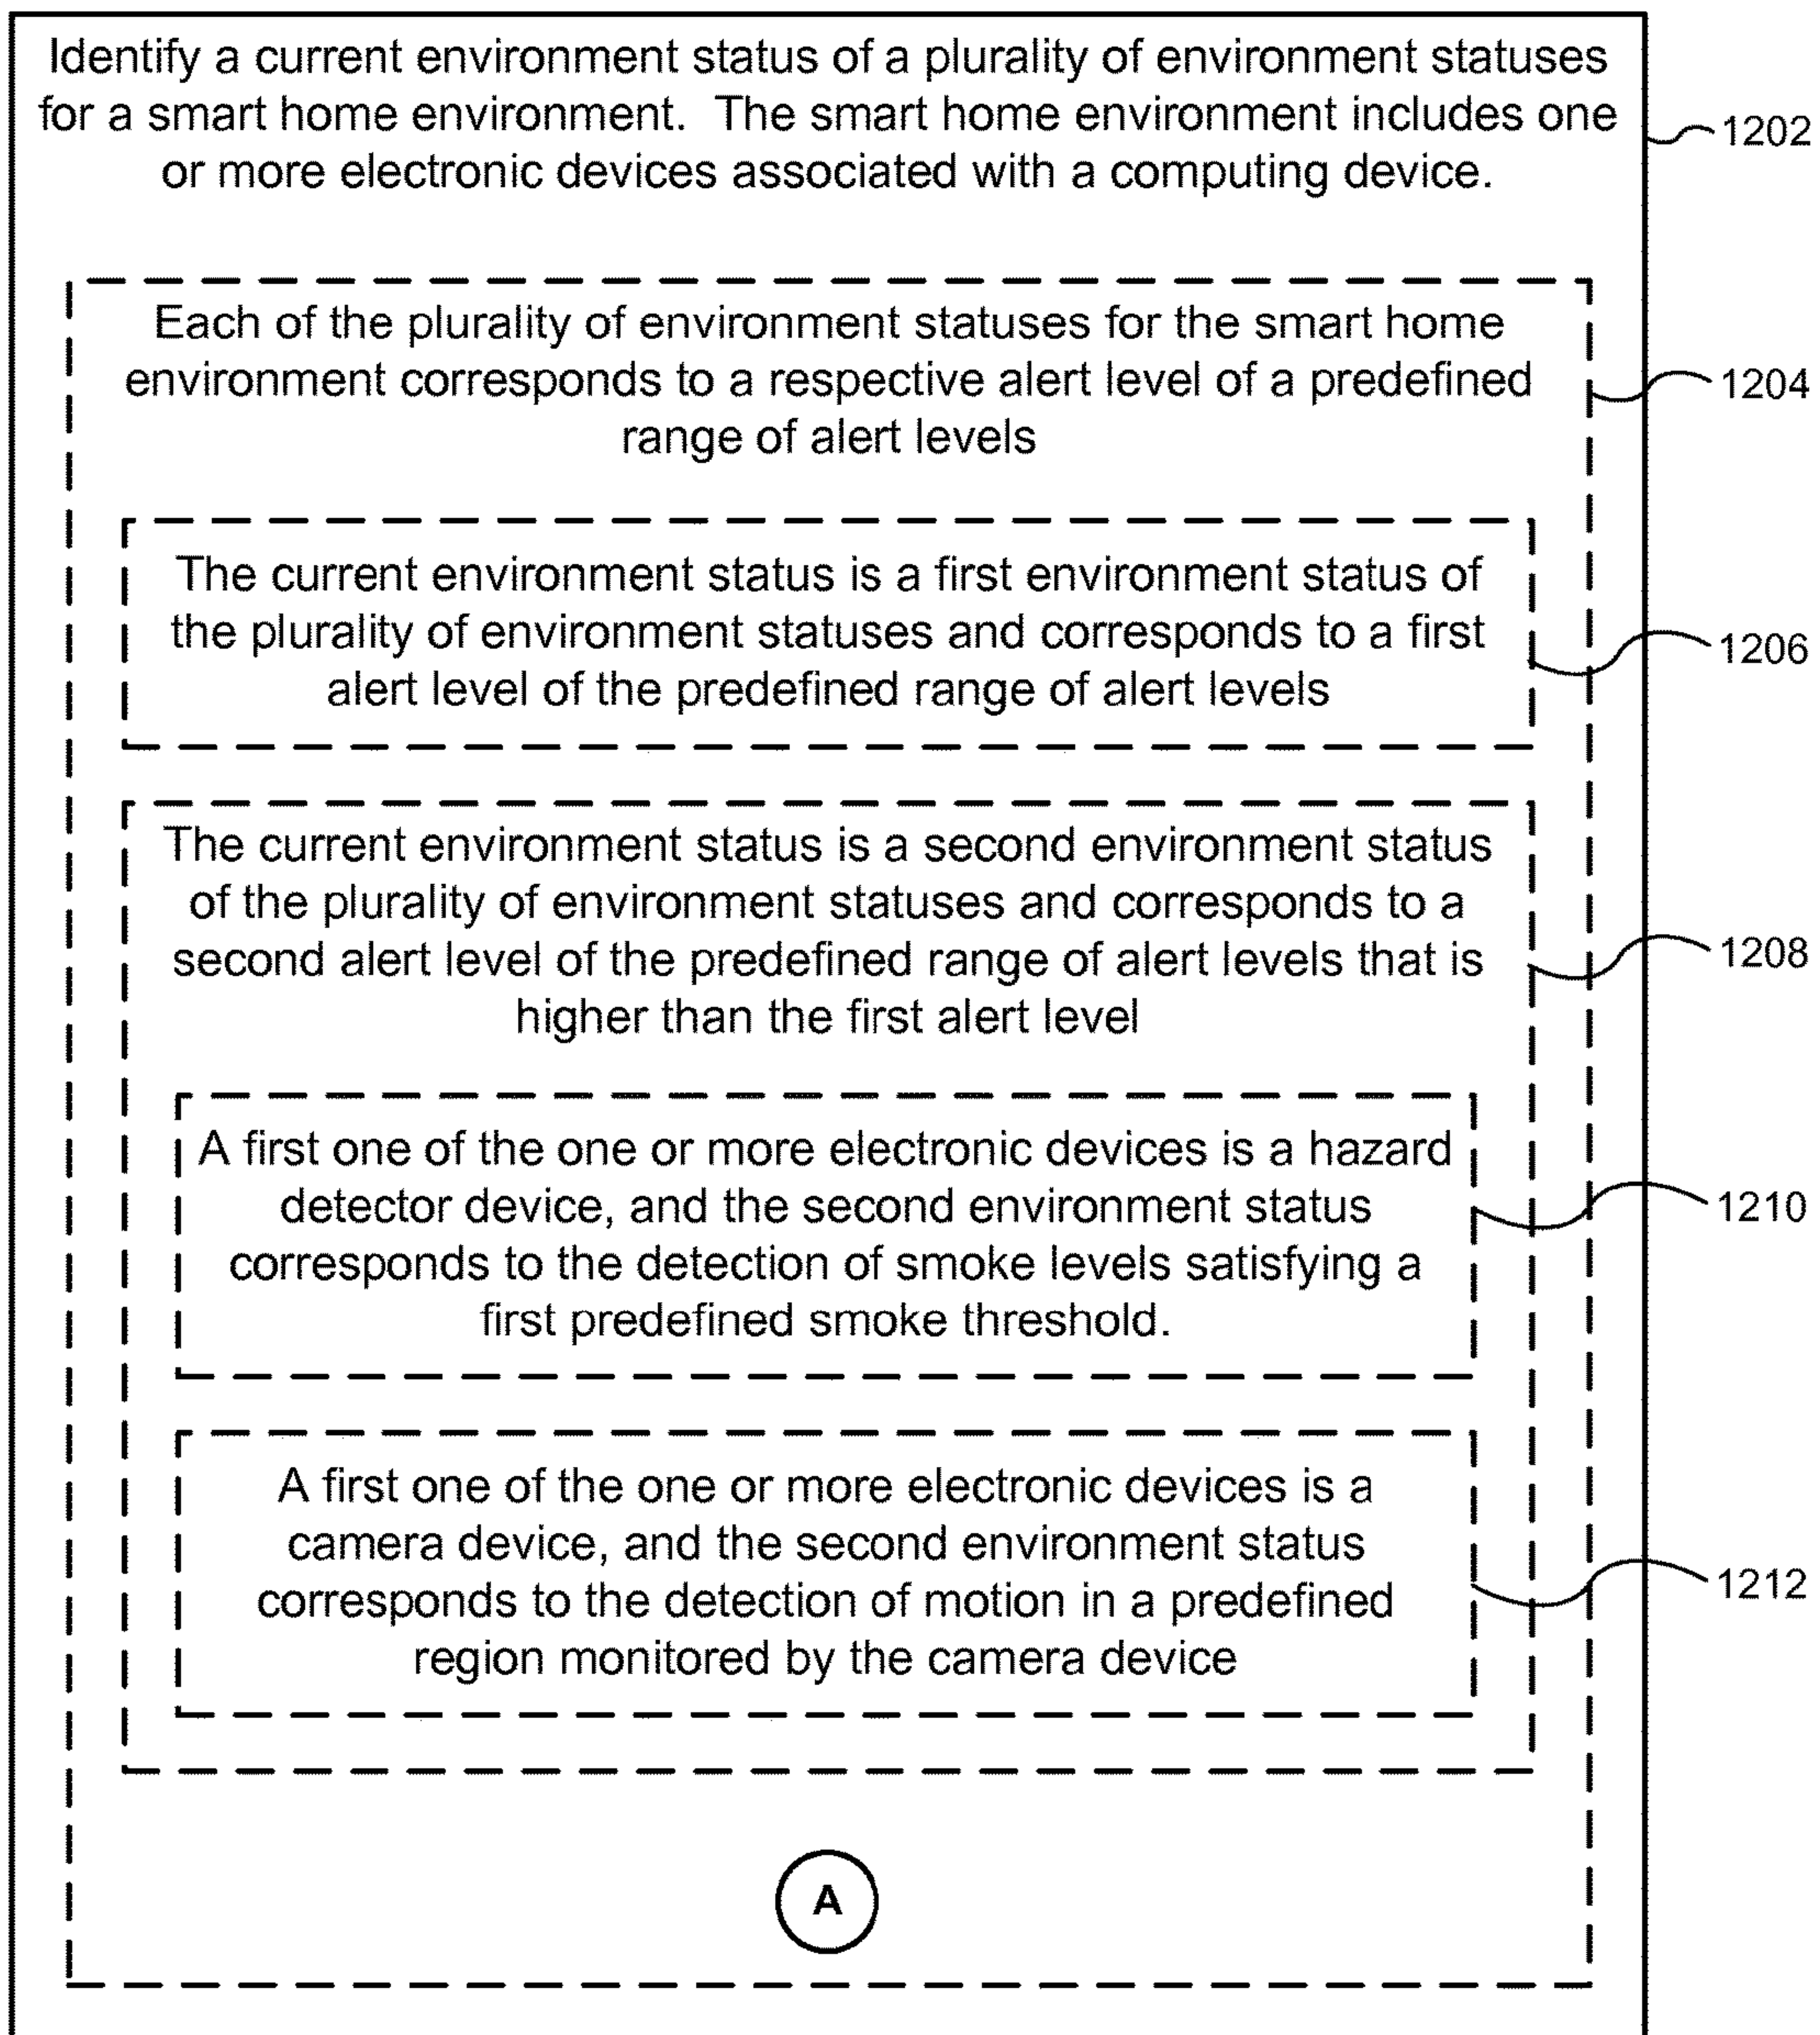 Identify a current environment status of a plurality of environment statuses
for a smart home environment.  The smart home environment includes one
or more electronic devices associated with a computing device.
1202
Each of the plurality of environment statuses for the smart home
environment corresponds to a respective alert level of a predefined
range of alert levels
1204
The current environment status is a first environment status of
the plurality of environment statuses and corresponds to a first
alert level of the predefined range of alert levels
1206
The current environment status is a second environment status
of the plurality of environment statuses and corresponds to a
second alert level of the predefined range of alert levels that is
higher than the first alert level
1208
A first one of the one or more electronic devices is a hazard
detector device, and the second environment status
corresponds to the detection of smoke levels satisfying a
first predefined smoke threshold.
1210
A first one of the one or more electronic devices is a
camera device, and the second environment status
corresponds to the detection of motion in a predefined
region monitored by the camera device
1212
A